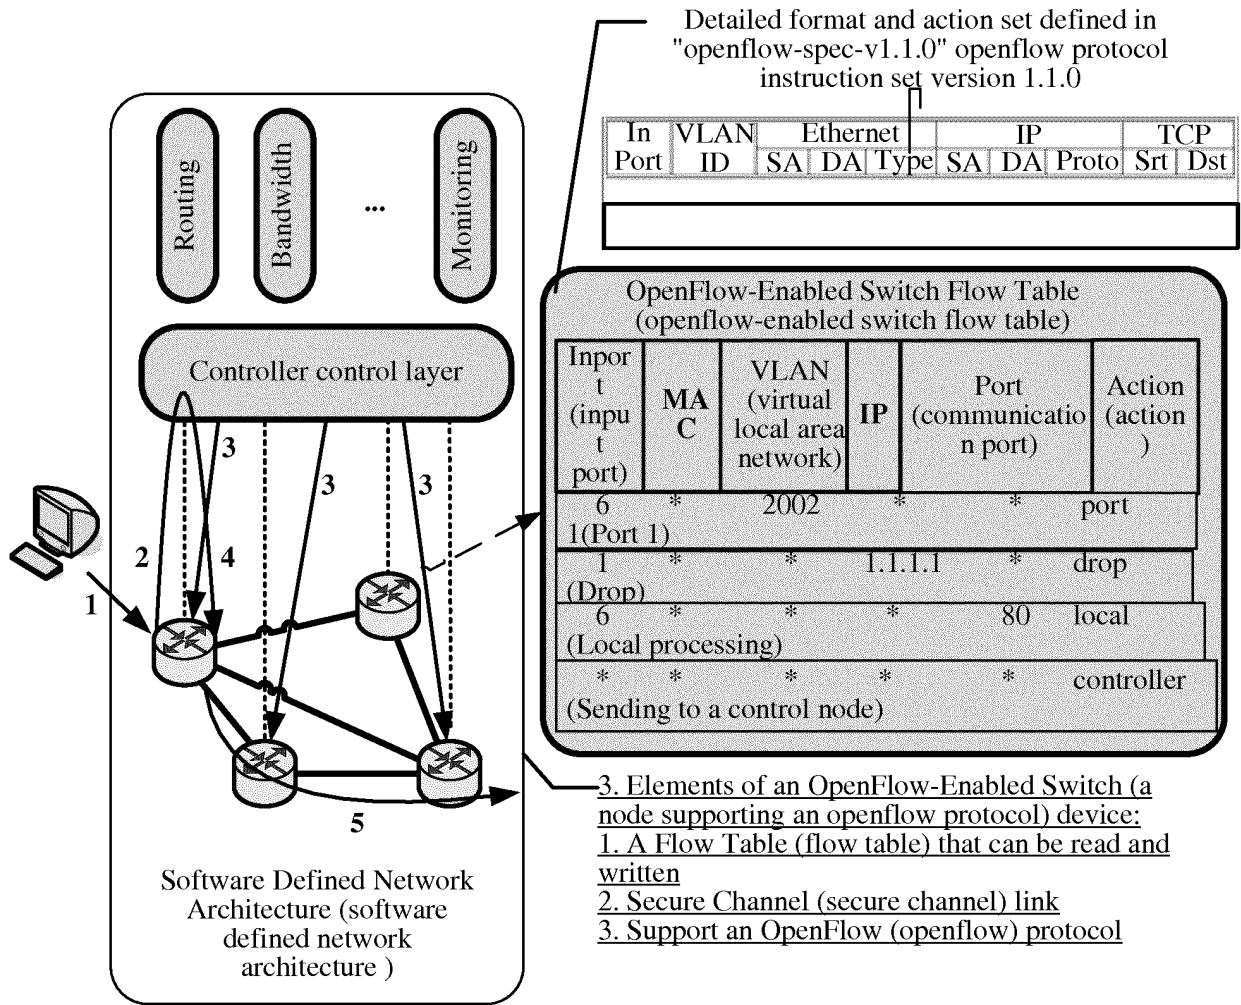 Detailed format and action set defined in
"openflow-spec-v1.1.0" openflow protocol
instruction set version 1.1.0
In Port VLAN ID Ethernet IP TCP
SA DA Type SA DA Proto Srt Dst
Routing
Bandwidth
...
Monitoring
Controller control layer
3
3
3
2
4
1
5
Software Defined Network
Architecture (software
defined network
architecture )
OpenFlow-Enabled Switch Flow Table
(openflow-enabled switch flow table)
Inpor
t
(inpu
t
port)
MA
C
VLAN
(virtual
local area
network)
IP
Port
(communicatio
n port)
Action
(action
)
6 * 2002 * * port
1(Port 1)
1 * * 1.1.1.1 * drop
(Drop)
6 * * * 80 local
(Local processing)
* * * * * controller
(Sending to a control node)
3. Elements of an OpenFlow-Enabled Switch (a
node supporting an openflow protocol) device:
1. A Flow Table (flow table) that can be read and
written
2. Secure Channel (secure channel) link
3. Support an OpenFlow (openflow) protocol